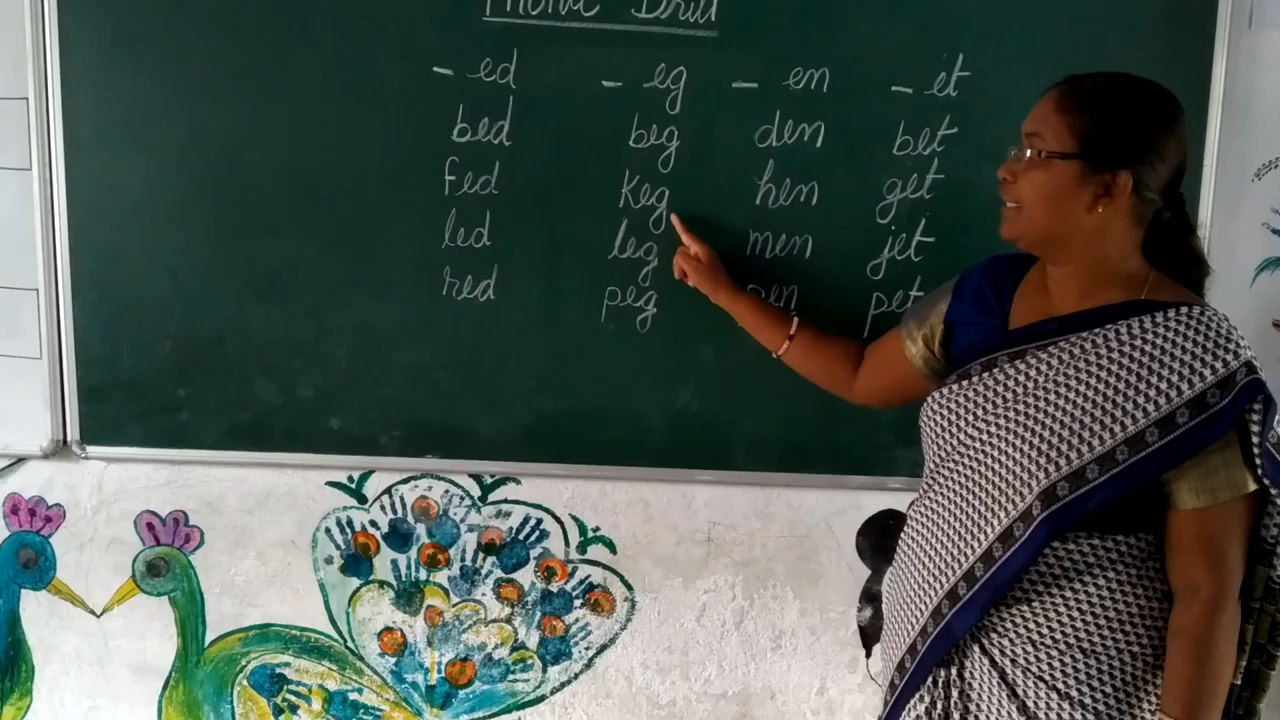 Phonic Drill
- ed - eg - en - et
bed beg den bet
fed Keg hen get
led leg men jet
red peg pen pet